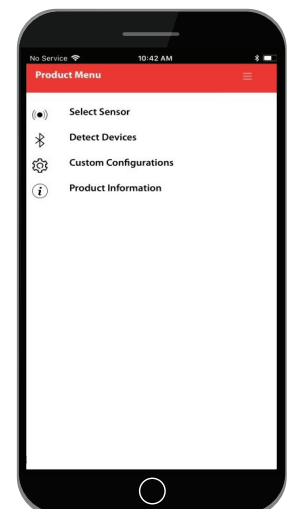 No Service 10:42 AM
Product Menu
Select Sensor
Detect Devices
Custom Configurations
Product Information